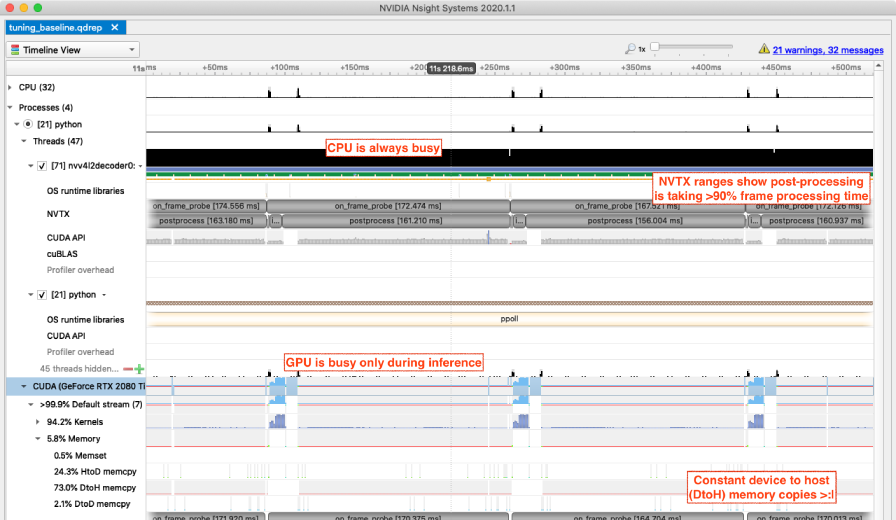 NVIDIA Nsight Systems 2020.1.1
tuning_baseline.qdrep ✕
Timeline View
1x
21 warnings, 32 messages
11s
ms +50ms +100ms +200 11s 218.6ms +250ms +300ms +350ms +400ms +450ms +500ms
CPU (32)
Processes (4)
[21] python
Threads (47)
CPU is always busy
[71] nvv4l2decoder0:
NVTX ranges show post-processing
is taking >90% frame processing time
OS runtime libraries
on_frame_probe [174.556 ms] on_frame_probe [172.474 ms] on_frame_probe [167.521 ms] on_frame_probe [172.126 ms]
NVTX
postprocess [163.180 ms] [i... postprocess [161.210 ms] [i... postprocess [156.004 ms] [i... postprocess [160.937 ms]
CUDA API
cuBLAS
Profiler overhead
[21] python
OS runtime libraries
ppoll
CUDA API
Profiler overhead
GPU is busy only during inference
45 threads hidden...
CUDA (GeForce RTX 2080 Ti
>99.9% Default stream (7)
94.2% Kernels
5.8% Memory
0.5% Memset
24.3% HtoD memcpy
73.0% DtoH memcpy
Constant device to host
(DtoH) memory copies >:l
2.1% DtoD memcpy
on_frame_probe [171.920 ms] on_frame_probe [170.375 ms] on_frame_probe [164.704 ms] on_frame_probe [170.013 ms]